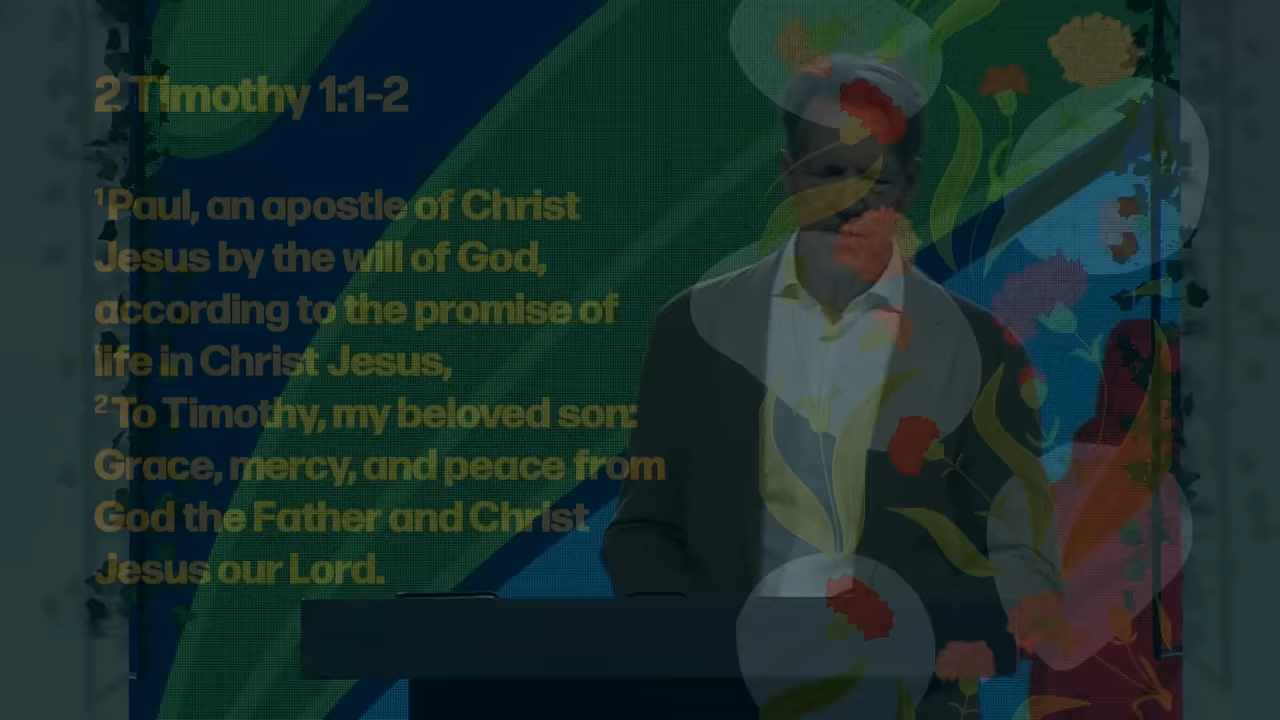 2 Timothy 1:1-2
¹Paul, an apostle of Christ
Jesus by the will of God,
according to the promise of
life in Christ Jesus,
²To Timothy, my beloved son:
Grace, mercy, and peace from
God the Father and Christ
Jesus our Lord.